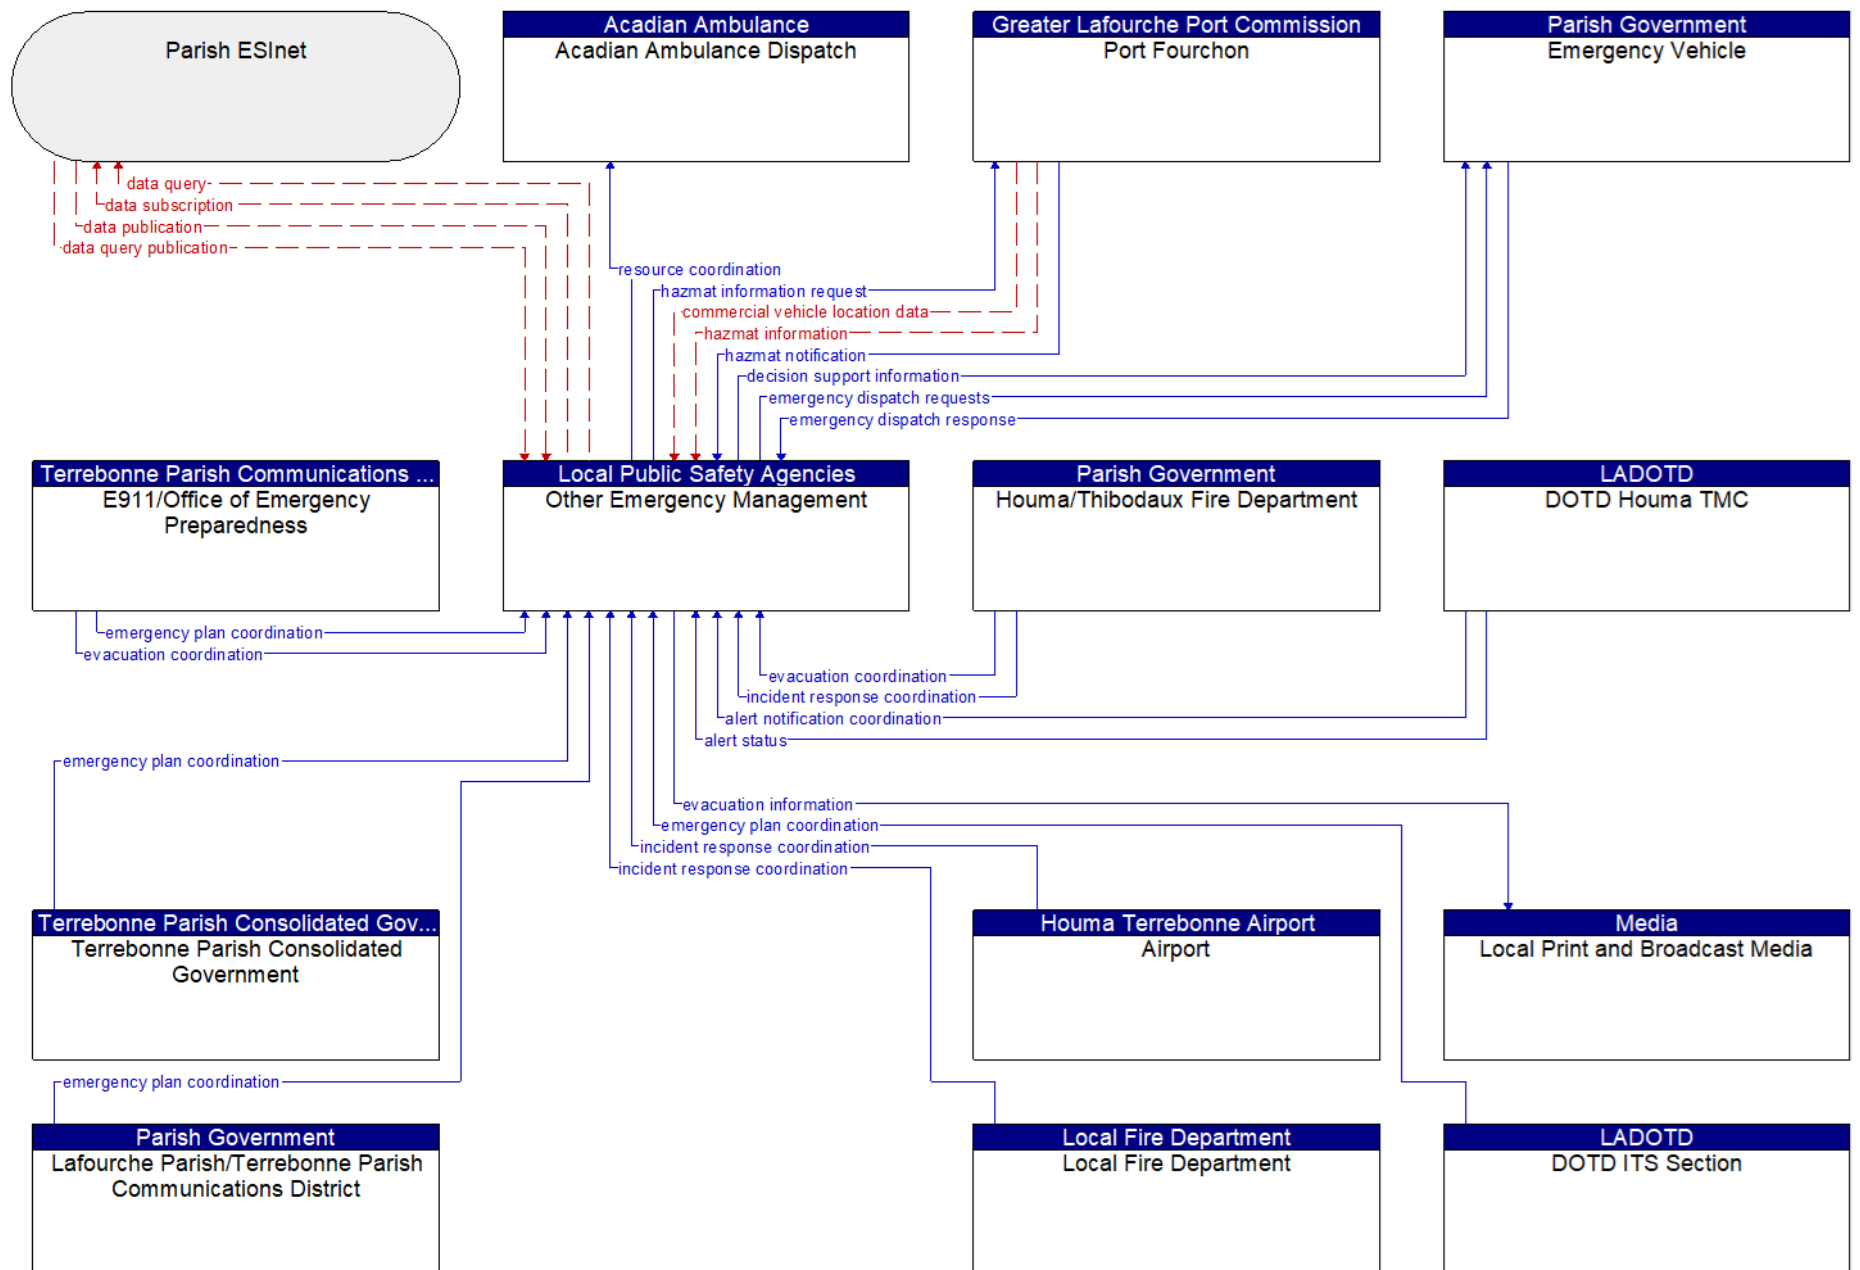 Parish ESInet
Acadian Ambulance
Acadian Ambulance Dispatch
Greater Lafourche Port Commission
Port Fourchon
Parish Government
Emergency Vehicle
data query
data subscription
data publication
data query publication
resource coordination
hazmat information request
commercial vehicle location data
hazmat information
hazmat notification
decision support information
emergency dispatch requests
emergency dispatch response
Terrebonne Parish Communications ...
E911/Office of Emergency
Preparedness
Local Public Safety Agencies
Other Emergency Management
Parish Government
Houma/Thibodaux Fire Department
LADOTD
DOTD Houma TMC
emergency plan coordination
evacuation coordination
evacuation coordination
incident response coordination
alert notification coordination
alert status
emergency plan coordination
evacuation information
emergency plan coordination
incident response coordination
incident response coordination
Terrebonne Parish Consolidated Gov...
Terrebonne Parish Consolidated
Government
Houma Terrebonne Airport
Airport
Media
Local Print and Broadcast Media
emergency plan coordination
Parish Government
Lafourche Parish/Terrebonne Parish
Communications District
Local Fire Department
Local Fire Department
LADOTD
DOTD ITS Section